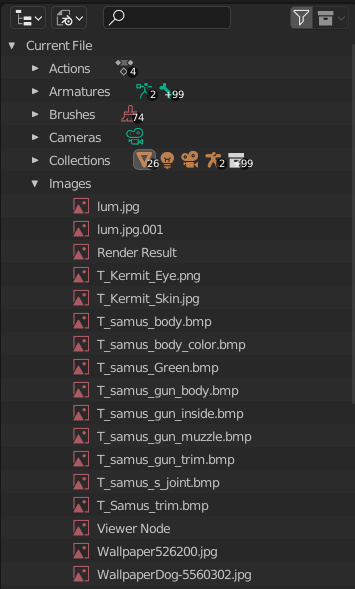 Current File
Actions 4
Armatures 2 99
Brushes 74
Cameras
Collections 26 2 99
Images
lum.jpg
lum.jpg.001
Render Result
T_Kermit_Eye.png
T_Kermit_Skin.jpg
T_samus_body.bmp
T_samus_body_color.bmp
T_samus_Green.bmp
T_samus_gun_body.bmp
T_samus_gun_inside.bmp
T_samus_gun_muzzle.bmp
T_samus_gun_trim.bmp
T_samus_s_joint.bmp
T_Samus_trim.bmp
Viewer Node
Wallpaper526200.jpg
WallpaperDog-5560302.jpg